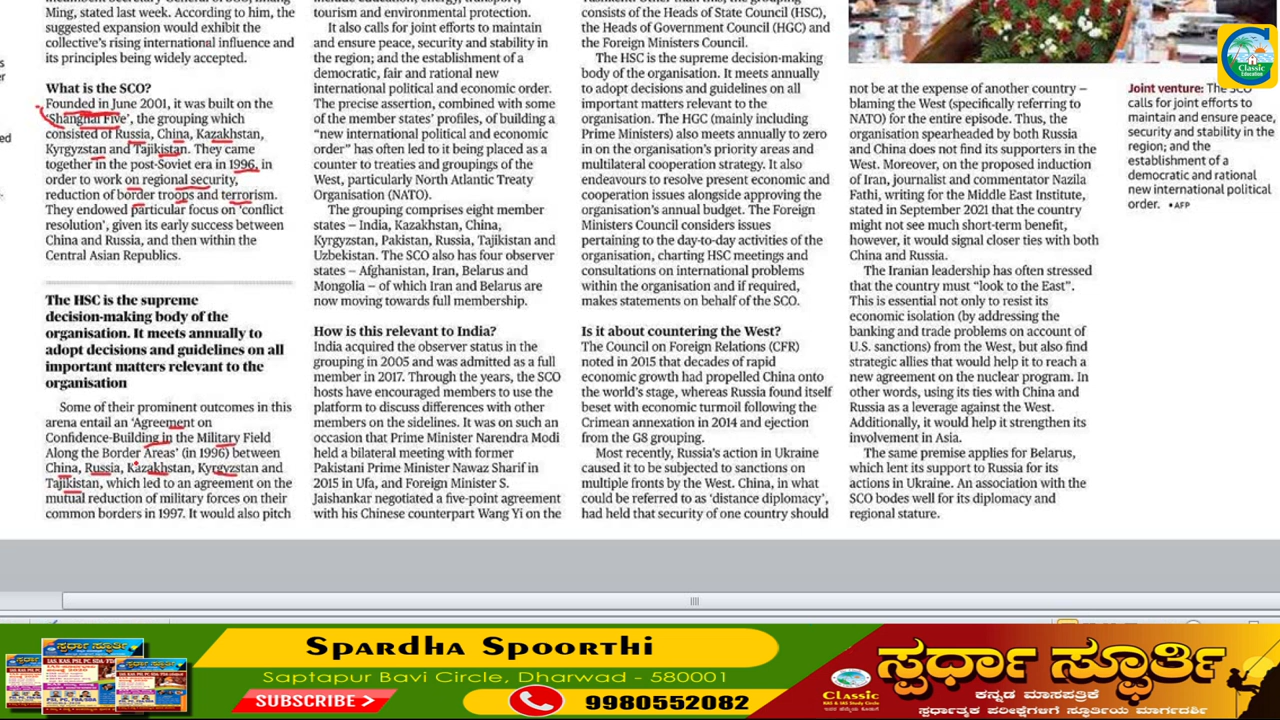 Ming, stated last week. According to him, the
suggested expansion would exhibit the
collective's rising international influence and
its principles being widely accepted.
What is the SCO?
Founded in June 2001, it was built on the
'Shanghai Five', the grouping which
consisted of Russia, China, Kazakhstan,
Kyrgyzstan and Tajikistan. They came
together in the post-Soviet era in 1996, in
order to work on regional security,
reduction of border troops and terrorism.
They endowed particular focus on 'conflict
resolution', given its early success between
China and Russia, and then within the
Central Asian Republics.
The HSC is the supreme
decision-making body of the
organisation. It meets annually to
adopt decisions and guidelines on all
important matters relevant to the
organisation
Some of their prominent outcomes in this
arena entail an 'Agreement on
Confidence-Building in the Military Field
Along the Border Areas' (in 1996) between
China, Russia, Kazakhstan, Kyrgyzstan and
Tajikistan, which led to an agreement on the
mutual reduction of military forces on their
common borders in 1997. It would also pitch
tourism and environmental protection.
It also calls for joint efforts to maintain
and ensure peace, security and stability in
the region; and the establishment of a
democratic, fair and rational new
international political and economic order.
The precise assertion, combined with some
of the member states' profiles, of building a
"new international political and economic
order" has often led to it being placed as a
counter to treaties and groupings of the
West, particularly North Atlantic Treaty
Organisation (NATO).
The grouping comprises eight member
states – India, Kazakhstan, China,
Kyrgyzstan, Pakistan, Russia, Tajikistan and
Uzbekistan. The SCO also has four observer
states – Afghanistan, Iran, Belarus and
Mongolia – of which Iran and Belarus are
now moving towards full membership.
How is this relevant to India?
India acquired the observer status in the
grouping in 2005 and was admitted as a full
member in 2017. Through the years, the SCO
hosts have encouraged members to use the
platform to discuss differences with other
members on the sidelines. It was on such an
occasion that Prime Minister Narendra Modi
held a bilateral meeting with former
Pakistani Prime Minister Nawaz Sharif in
2015 in Ufa, and Foreign Minister S.
Jaishankar negotiated a five-point agreement
with his Chinese counterpart Wang Yi on the
consists of the Heads of State Council (HSC),
the Heads of Government Council (HGC) and
the Foreign Ministers Council.
The HSC is the supreme decision-making
body of the organisation. It meets annually
to adopt decisions and guidelines on all
important matters relevant to the
organisation. The HGC (mainly including
Prime Ministers) also meets annually to zero
in on the organisation's priority areas and
multilateral cooperation strategy. It also
endeavours to resolve present economic and
cooperation issues alongside approving the
organisation's annual budget. The Foreign
Ministers Council considers issues
pertaining to the day-to-day activities of the
organisation, charting HSC meetings and
consultations on international problems
within the organisation and if required,
makes statements on behalf of the SCO.
Is it about countering the West?
The Council on Foreign Relations (CFR)
noted in 2015 that decades of rapid
economic growth had propelled China onto
the world's stage, whereas Russia found itself
beset with economic turmoil following the
Crimean annexation in 2014 and ejection
from the G8 grouping.
Most recently, Russia's action in Ukraine
caused it to be subjected to sanctions on
multiple fronts by the West. China, in what
could be referred to as 'distance diplomacy',
had held that security of one country should
not be at the expense of another country –
blaming the West (specifically referring to
NATO) for the entire episode. Thus, the
organisation spearheaded by both Russia
and China does not find its supporters in the
West. Moreover, on the proposed induction
of Iran, journalist and commentator Nazila
Fathi, writing for the Middle East Institute,
stated in September 2021 that the country
might not see much short-term benefit,
however, it would signal closer ties with both
China and Russia.
The Iranian leadership has often stressed
that the country must "look to the East".
This is essential not only to resist its
economic isolation (by addressing the
banking and trade problems on account of
U.S. sanctions) from the West, but also find
strategic allies that would help it to reach a
new agreement on the nuclear program. In
other words, using its ties with China and
Russia as a leverage against the West.
Additionally, it would help it strengthen its
involvement in Asia.
The same premise applies for Belarus,
which lent its support to Russia for its
actions in Ukraine. An association with the
SCO bodes well for its diplomacy and
regional stature.
Joint venture: The SCO
calls for joint efforts to
maintain and ensure peace,
security and stability in the
region; and the
establishment of a
democratic and rational
new international political
order. • AFP
Classic
Education
Spardha Spoorthi
Saptapur Bavi Circle, Dharwad - 580001
SUBSCRIBE >
9980552082
Classic
IAS & KAS Study Circle
ಸ್ಪರ್ಧಾ ಸ್ಫೂರ್ತಿ
ಕನ್ನಡ ಮಾಸಪತ್ರಿಕೆ
ಸ್ಪರ್ಧಾತ್ಮಕ ಪರೀಕ್ಷೆಗಳಿಗೆ ಸ್ಫೂರ್ತಿಯ ಮಾರ್ಗದರ್ಶಿ